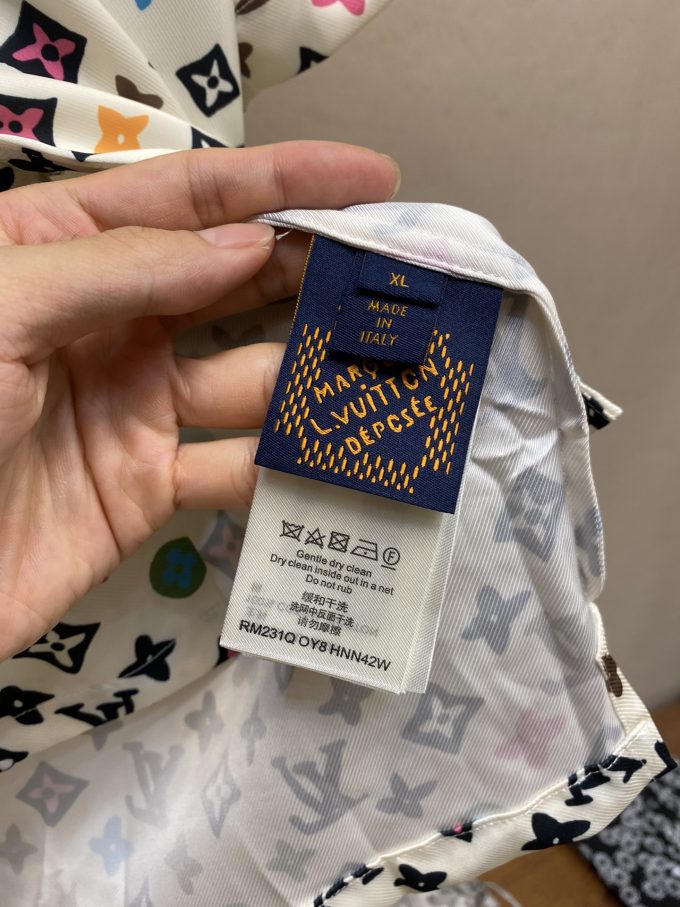 XL
MADE
IN
ITALY
MARQ
L.VUITTON
DÉPOSÉE
Gentle dry clean
Dry clean inside out in a net
Do not rub
缓和干洗
洗网中反面干洗
请勿摩擦
RM231Q OY8 HNN42W